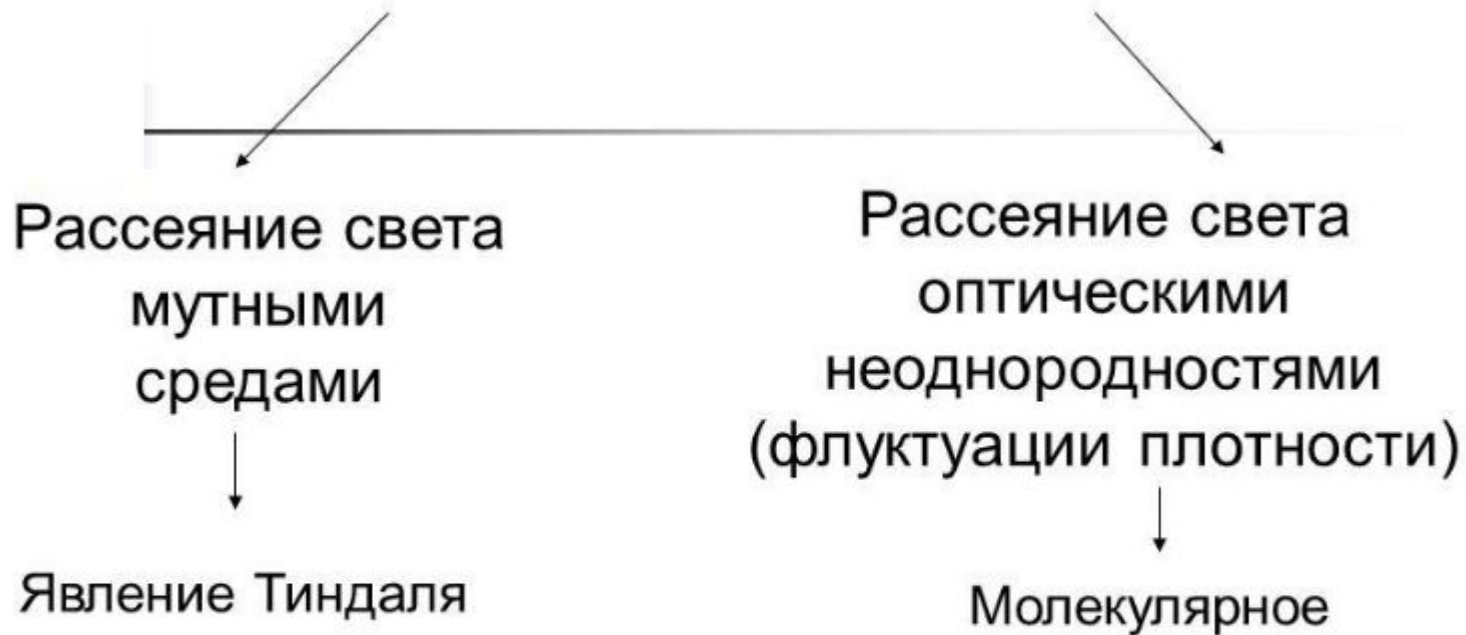 Рассеяние света
мутными
средами
Явление Тиндаля
Рассеяние света
оптическими
неоднородностями
(флуктуации плотности)
Молекулярное